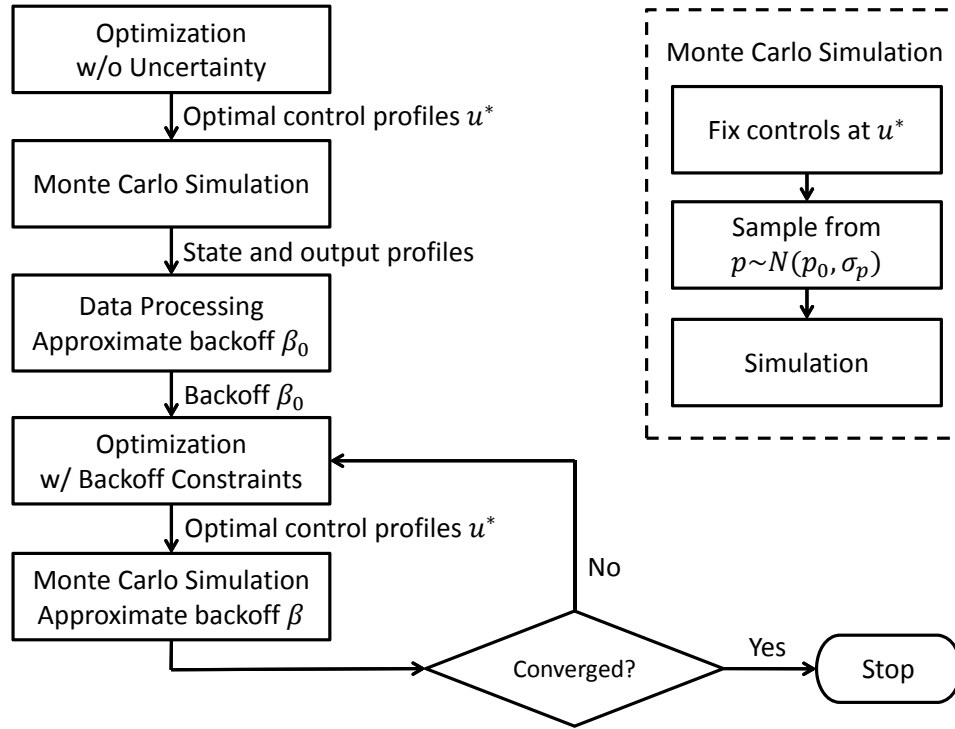 Optimization
w/o Uncertainty
Optimal control profiles u*
Monte Carlo Simulation
State and output profiles
Data Processing
Approximate backoff β₀
Backoff β₀
Optimization
w/ Backoff Constraints
Optimal control profiles u*
Monte Carlo Simulation
Approximate backoff β
Converged?
No
Yes
Stop
Monte Carlo Simulation
Fix controls at u*
Sample from
p~N(p₀, σₚ)
Simulation